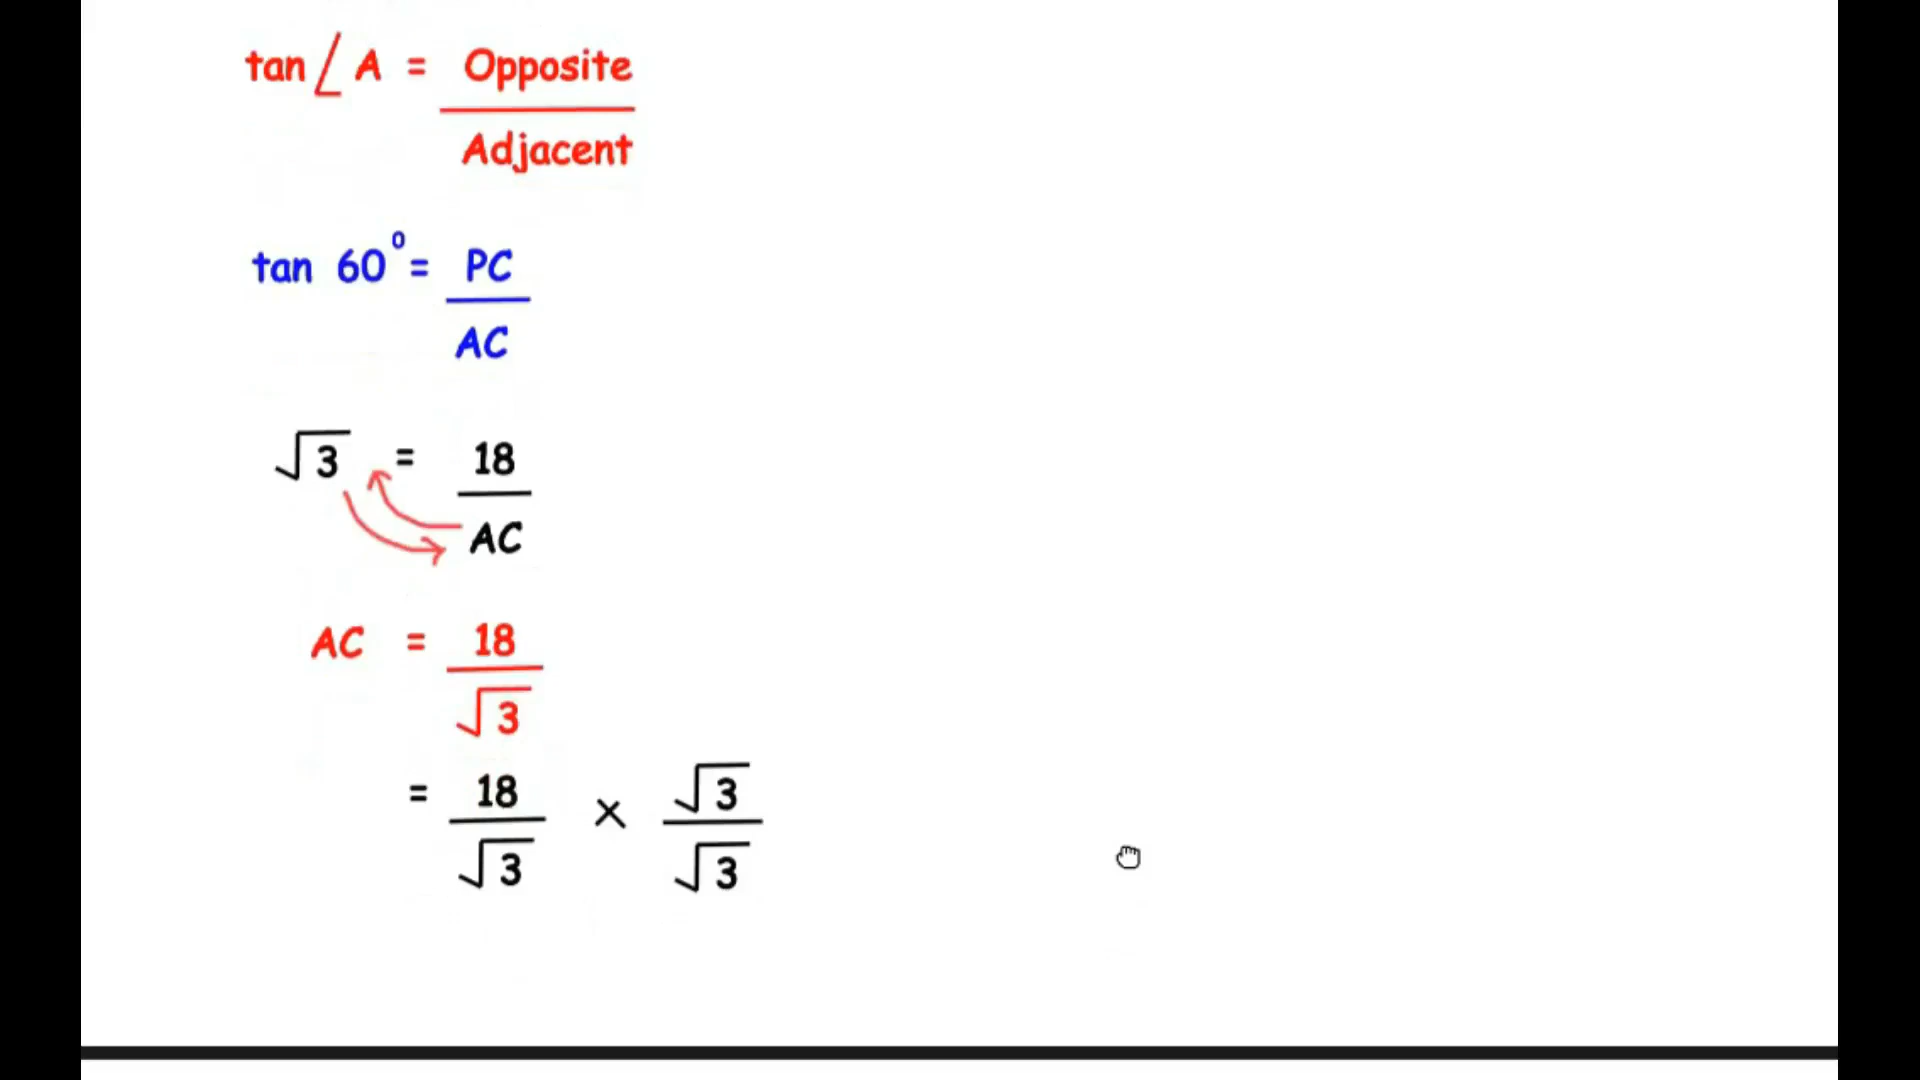 tan ∠A = Opposite
Adjacent
tan 60° = PC
AC
√3 = 18
AC
AC = 18
√3
= 18 × √3
√3 √3